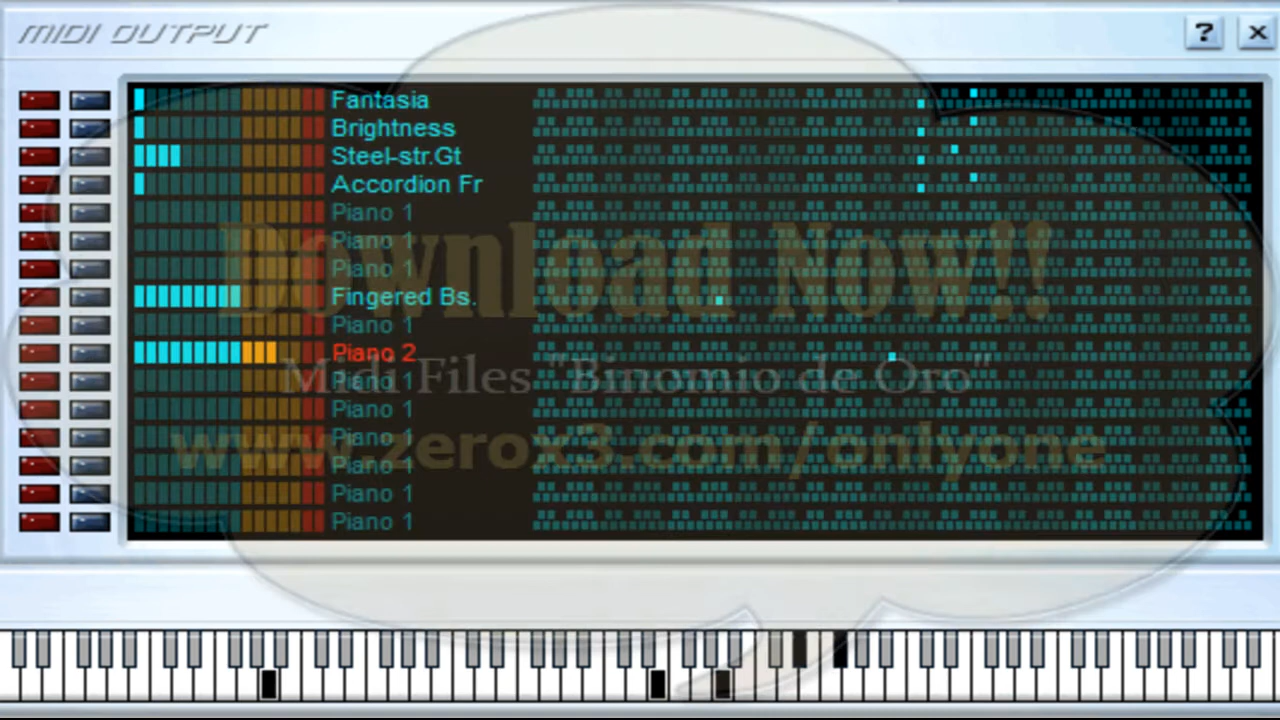 MIDI OUTPUT
? ×
Fantasia
Brightness
Steel-str.Gt
Accordion Fr
Piano 1
Piano 1
Piano 1
Fingered Bs.
Piano 1
Piano 2
Piano 1
Piano 1
Piano 1
Piano 1
Piano 1
Piano 1
Download Now!!
Midi Files "Binomio de Oro"
www.zerox3.com/onlyone